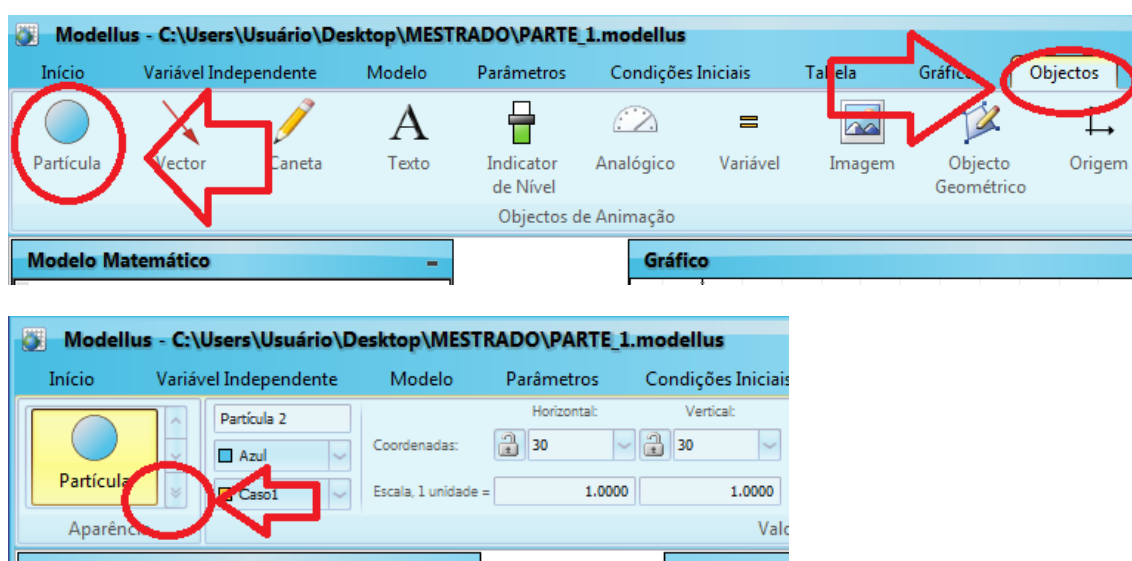 Modellus - C:\Users\Usuário\Desktop\MESTRADO\PARTE_1.modellus
Início Variável Independente Modelo Parâmetros Condições Iniciais Tabela Gráfico Objectos
Partícula Vector Caneta Texto Indicator de Nível Analógico Variável Imagem Objecto Geométrico Origem
Objectos de Animação
Modelo Matemático Gráfico
Modellus - C:\Users\Usuário\Desktop\MESTRADO\PARTE_1.modellus
Início Variável Independente Modelo Parâmetros Condições Iniciais
Partícula 2 Horizontal: Vertical:
Azul Coordenadas: 30 30
Partícula Caso1 Escala, 1 unidade = 1.0000 1.0000
Aparência